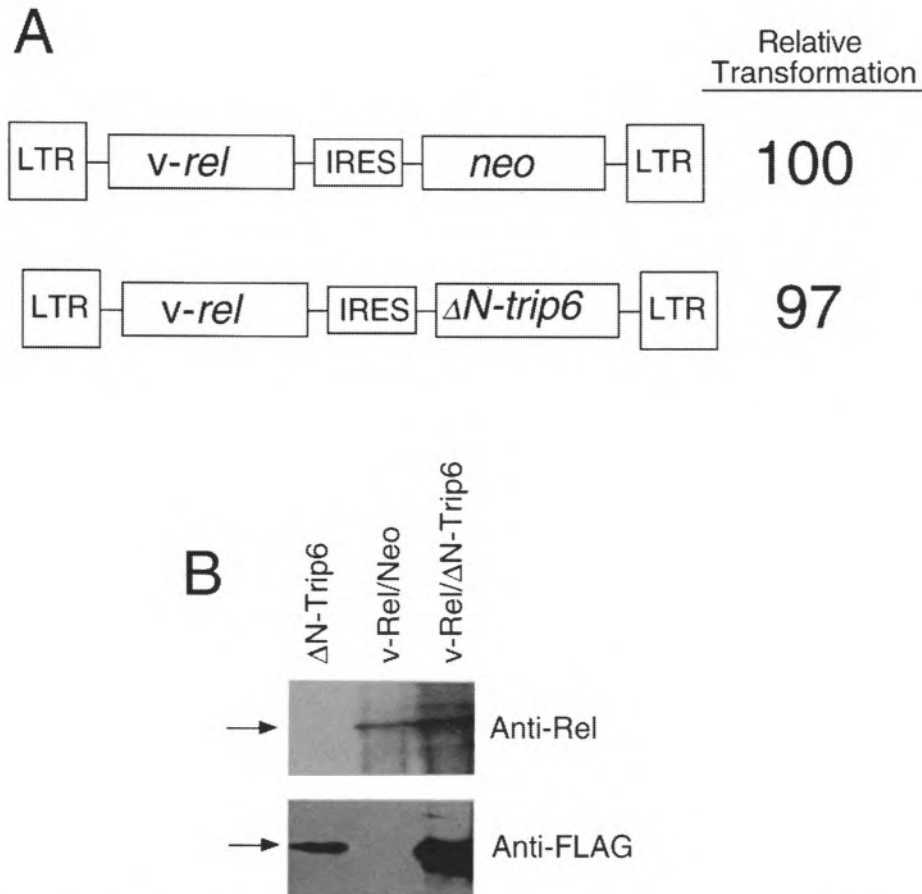 A
Relative
Transformation
LTR v-rel IRES neo LTR 100
LTR v-rel IRES ΔN-trip6 LTR 97
B
ΔN-Trip6
v-Rel/Neo
v-Rel/ΔN-Trip6
Anti-Rel
Anti-FLAG